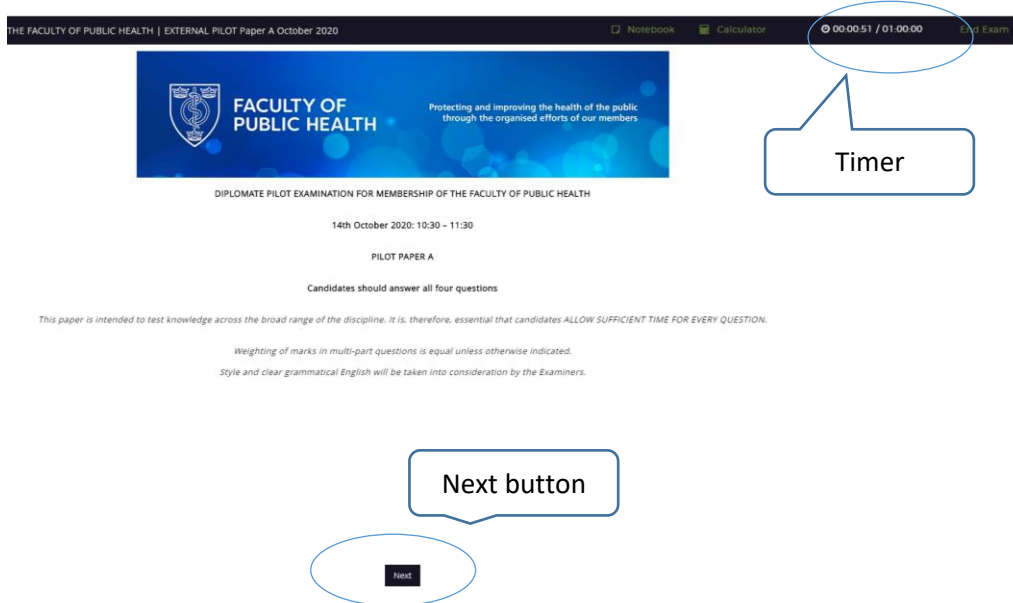 THE FACULTY OF PUBLIC HEALTH | EXTERNAL PILOT Paper A October 2020 Notebook Calculator 00:00:51 / 01:00:00 End Exam
FACULTY OF
PUBLIC HEALTH
Protecting and improving the health of the public
through the organised efforts of our members
Timer
DIPLOMATE PILOT EXAMINATION FOR MEMBERSHIP OF THE FACULTY OF PUBLIC HEALTH
14th October 2020: 10:30 – 11:30
PILOT PAPER A
Candidates should answer all four questions
This paper is intended to test knowledge across the broad range of the discipline. It is, therefore, essential that candidates ALLOW SUFFICIENT TIME FOR EVERY QUESTION.
Weighting of marks in multi-part questions is equal unless otherwise indicated.
Style and clear grammatical English will be taken into consideration by the Examiners.
Next button
Next